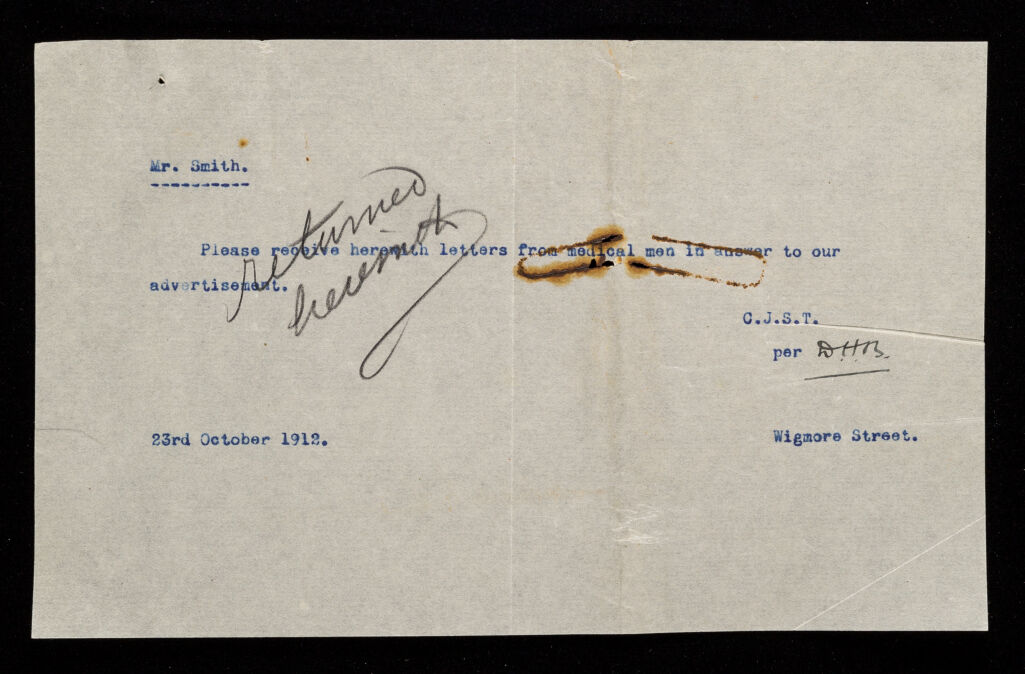 Mr. Smith.
Please receive herewith letters from medical men in answer to our
advertisement.
returned
herewith
C.J.S.T.
per D.H.B.
23rd October 1912.
Wigmore Street.